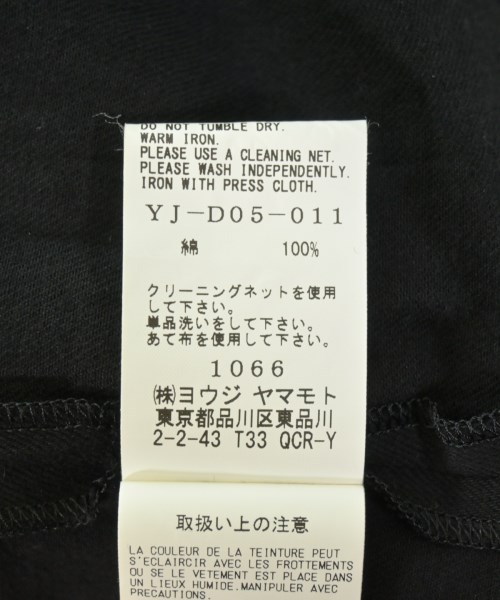 DO NOT TUMBLE DRY.
WARM IRON.
PLEASE USE A CLEANING NET.
PLEASE WASH INDEPENDENTLY.
IRON WITH PRESS CLOTH.
YJ-D05-011
綿 100%
クリーニングネットを使用
して下さい。
単品洗いをして下さい。
あて布を使用して下さい。
1066
㈱ヨウジ ヤマモト
東京都品川区東品川
2-2-43 T33 QCR-Y
取扱い上の注意
LA COULEUR DE LA TEINTURE PEUT
S'ECLAIRCIR AVEC LES FROTTEMENTS
OU SE LE VETEMENT EST PLACE DANS
UN LIEUX HUMIDE.MANIPULER AVEC
PRECAUTIONS.